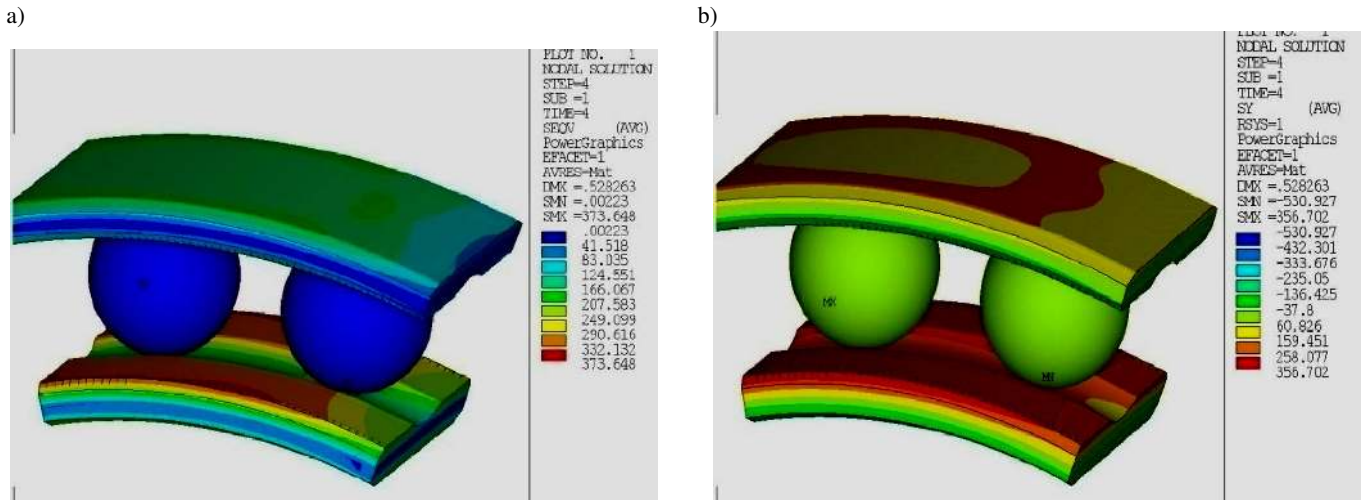 a)
b)
PLOT NO. 1
NODAL SOLUTION
STEP=4
SUB =1
TIME=4
SEQV (AVG)
PowerGraphics
EFACET=1
AVRES=Mat
DMX =.528263
SMN =.00223
SMX =373.648
.00223
41.518
83.035
124.551
166.067
207.583
249.099
290.616
332.132
373.648
PLOT NO. 1
NODAL SOLUTION
STEP=4
SUB =1
TIME=4
SY (AVG)
RSYS=1
PowerGraphics
EFACET=1
AVRES=Mat
DMX =.528263
SMN =-530.927
SMX =356.702
-530.927
-432.301
-333.676
-235.05
-136.425
-37.8
60.826
159.451
258.077
356.702
MX
MN